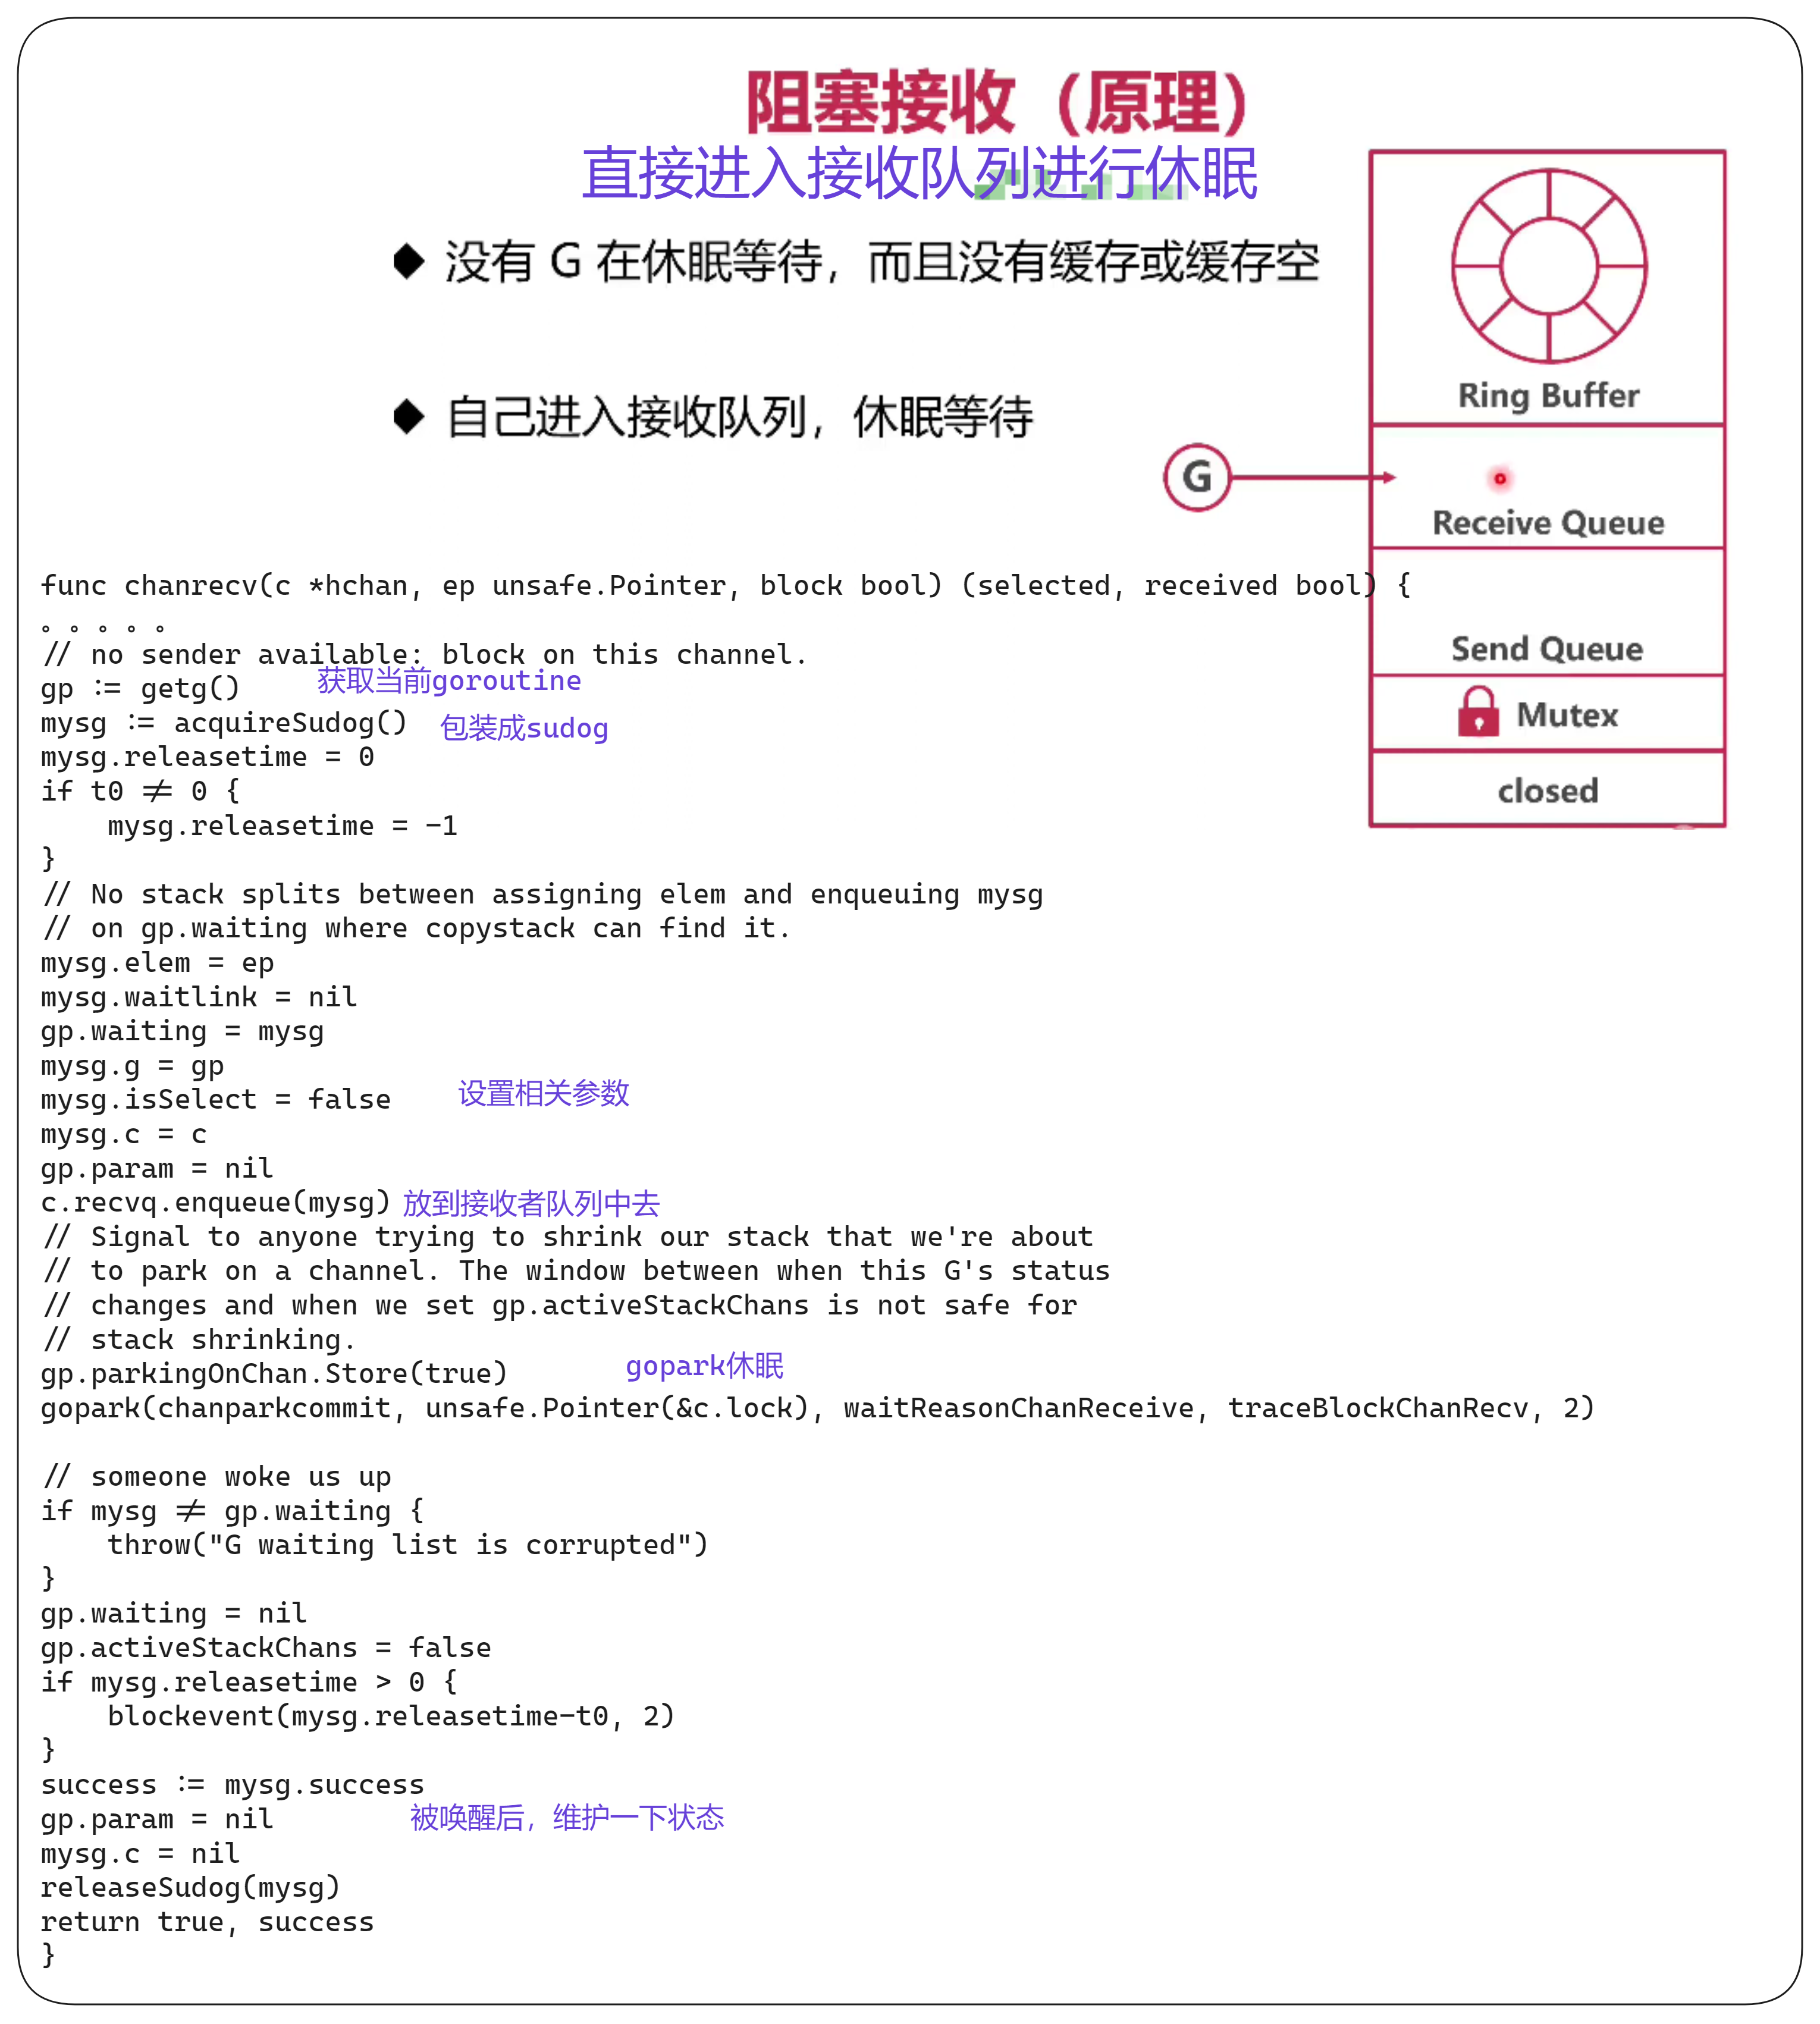 阻塞接收（原理）
直接进入接收队列进行休眠
◆ 没有 G 在休眠等待，而且没有缓存或缓存空
◆ 自己进入接收队列，休眠等待
Ring Buffer
G
Receive Queue
Send Queue
Mutex
closed
func chanrecv(c *hchan, ep unsafe.Pointer, block bool) (selected, received bool) {
。。。。。
// no sender available: block on this channel.
gp := getg() 获取当前goroutine
mysg := acquireSudog() 包装成sudog
mysg.releasetime = 0
if t0 != 0 {
    mysg.releasetime = -1
}
// No stack splits between assigning elem and enqueuing mysg
// on gp.waiting where copystack can find it.
mysg.elem = ep
mysg.waitlink = nil
gp.waiting = mysg
mysg.g = gp
mysg.isSelect = false 设置相关参数
mysg.c = c
gp.param = nil
c.recvq.enqueue(mysg) 放到接收者队列中去
// Signal to anyone trying to shrink our stack that we're about
// to park on a channel. The window between when this G's status
// changes and when we set gp.activeStackChans is not safe for
// stack shrinking.
gp.parkingOnChan.Store(true) gopark休眠
gopark(chanparkcommit, unsafe.Pointer(&c.lock), waitReasonChanReceive, traceBlockChanRecv, 2)
// someone woke us up
if mysg != gp.waiting {
    throw("G waiting list is corrupted")
}
gp.waiting = nil
gp.activeStackChans = false
if mysg.releasetime > 0 {
    blockevent(mysg.releasetime-t0, 2)
}
success := mysg.success
gp.param = nil 被唤醒后，维护一下状态
mysg.c = nil
releaseSudog(mysg)
return true, success
}